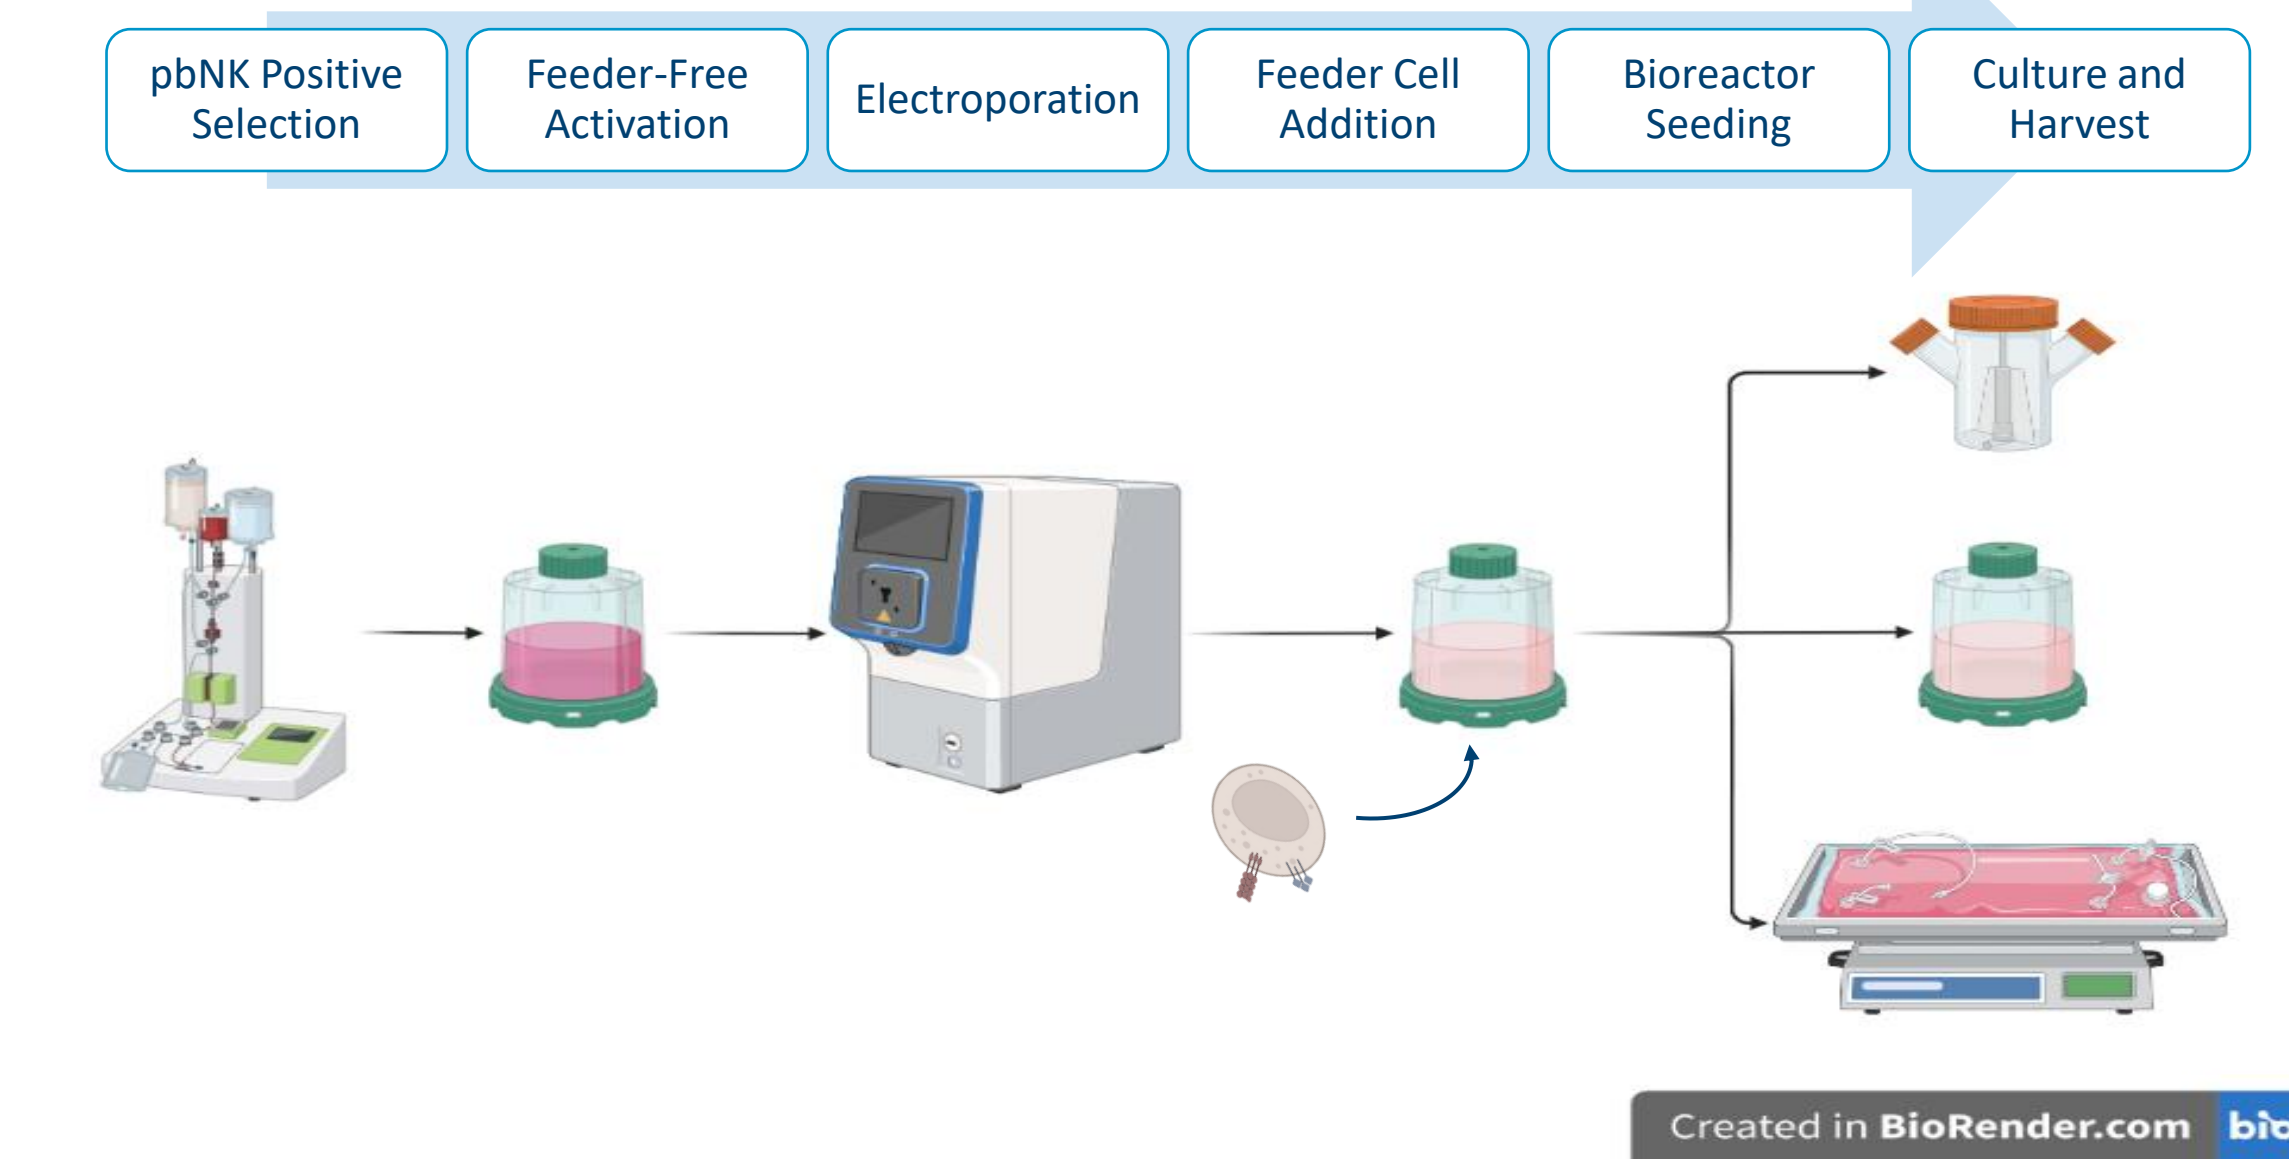 pbNK Positive
Selection
Feeder-Free
Activation
Electroporation
Feeder Cell
Addition
Bioreactor
Seeding
Culture and
Harvest
Created in BioRender.com
bio